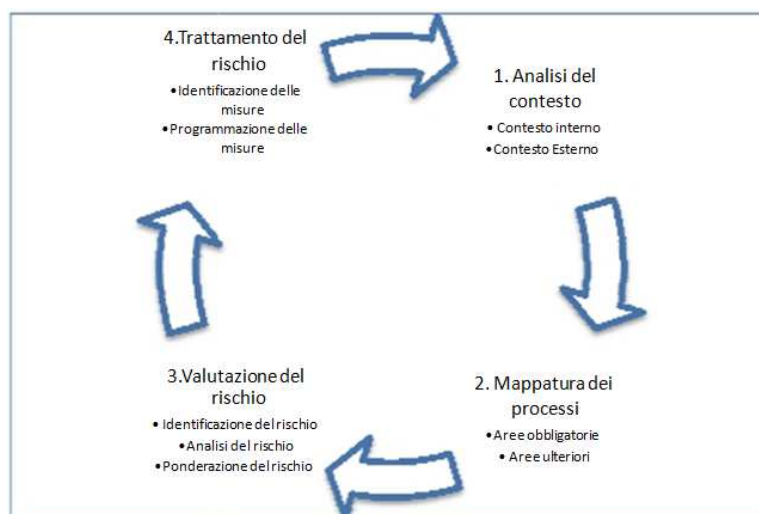 4.Trattamento del
rischio
•Identificazione delle
misure
•Programmazione delle
misure
1. Analisi del
contesto
• Contesto interno
•Contesto Esterno
2. Mappatura dei
processi
•Aree obbligatorie
• Aree ulteriori
3.Valutazione del
rischio
• Identificazione del rischio
•Analisi del rischio
•Ponderazione del rischio